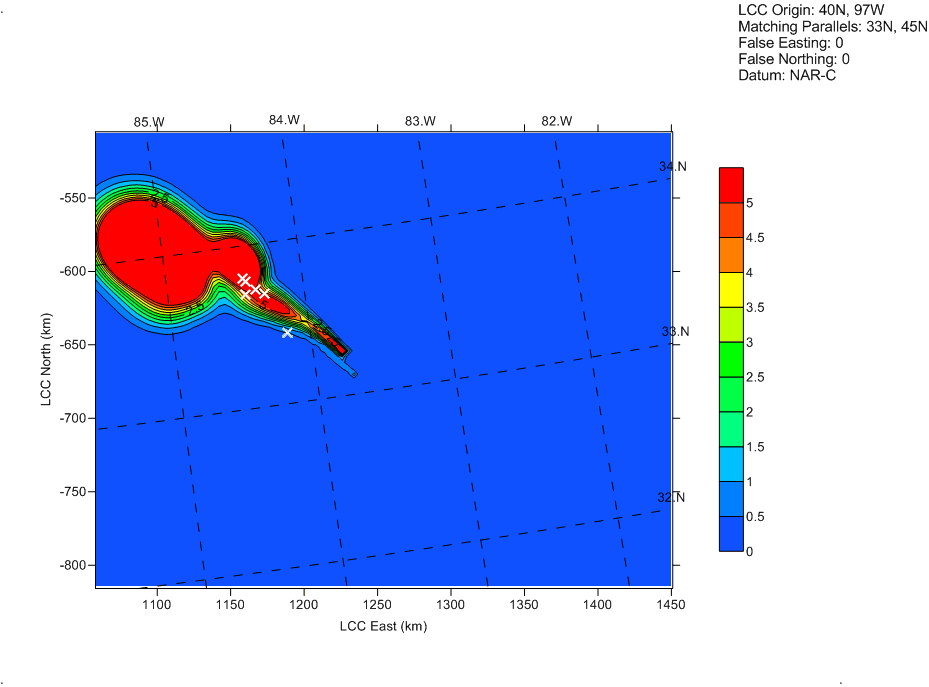 LCC Origin: 40N, 97W
Matching Parallels: 33N, 45N
False Easting: 0
False Northing: 0
Datum: NAR-C
85.W 84.W 83.W 82.W
34.N
33.N
32.N
-550
-600
-650
-700
-750
-800
LCC North (km)
1100 1150 1200 1250 1300 1350 1400 1450
LCC East (km)
2.5
5
4.5
4
3.5
3
2.5
2
1.5
1
0.5
0